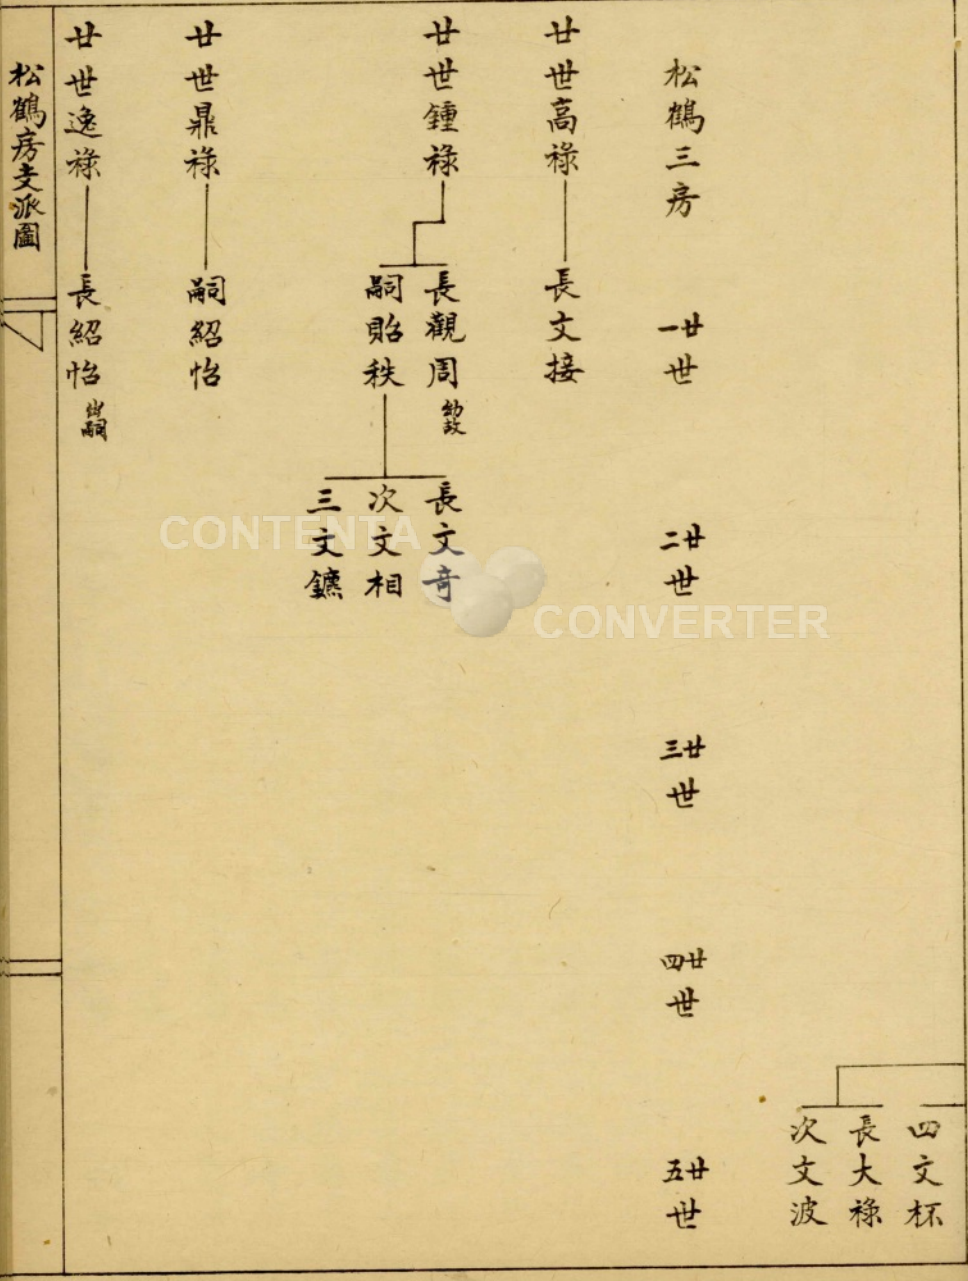 四文杯
長大祿
次文波
松鶴三房
廿一世
廿二世
廿三世
廿四世
廿五世
廿世高祿
長文接
廿世鍾祿
長觀周 幼故
嗣貽秩
長文奇
次文相
三文鑣
廿世鼎祿
嗣紹怡
廿世逸祿
長紹怡 出嗣
松鶴房支派圖
CONTENTA
CONVERTER